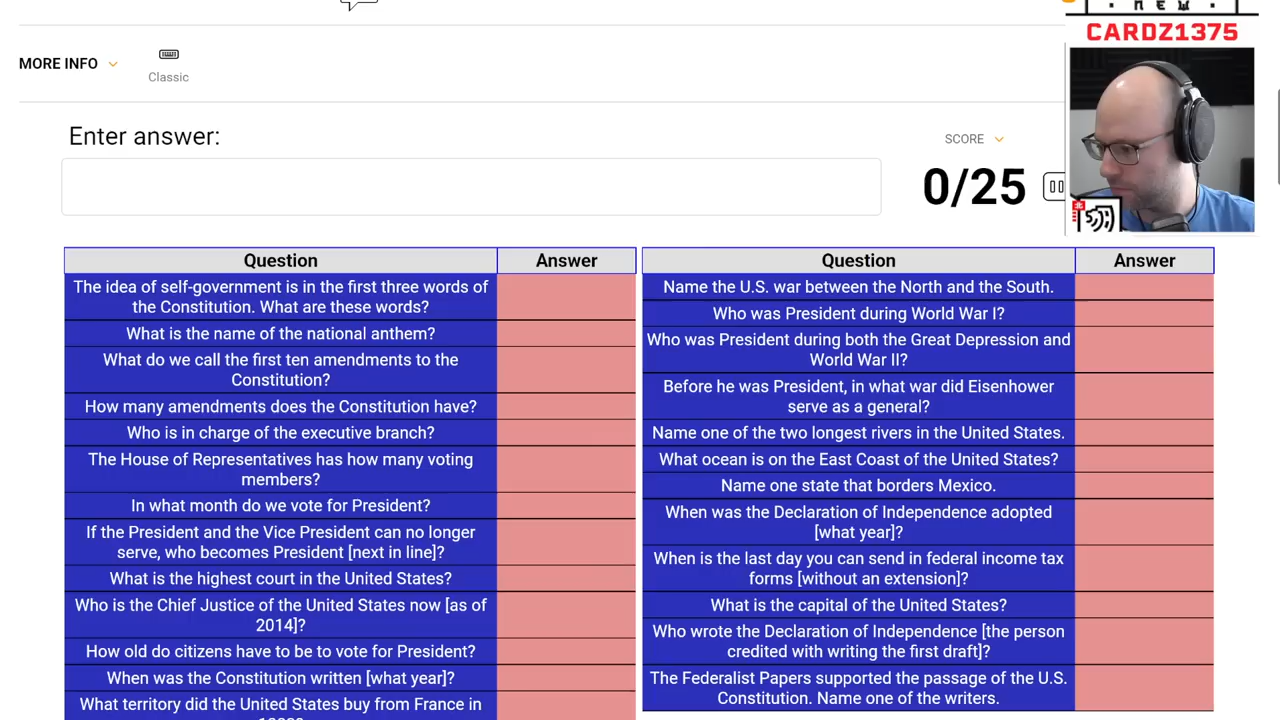 · NEW ·
CARDZ1375
MORE INFO
Classic
Enter answer:
SCORE
0/25
Question Answer
The idea of self-government is in the first three words of
the Constitution. What are these words?
What is the name of the national anthem?
What do we call the first ten amendments to the
Constitution?
How many amendments does the Constitution have?
Who is in charge of the executive branch?
The House of Representatives has how many voting
members?
In what month do we vote for President?
If the President and the Vice President can no longer
serve, who becomes President [next in line]?
What is the highest court in the United States?
Who is the Chief Justice of the United States now [as of
2014]?
How old do citizens have to be to vote for President?
When was the Constitution written [what year]?
What territory did the United States buy from France in
Question Answer
Name the U.S. war between the North and the South.
Who was President during World War I?
Who was President during both the Great Depression and
World War II?
Before he was President, in what war did Eisenhower
serve as a general?
Name one of the two longest rivers in the United States.
What ocean is on the East Coast of the United States?
Name one state that borders Mexico.
When was the Declaration of Independence adopted
[what year]?
When is the last day you can send in federal income tax
forms [without an extension]?
What is the capital of the United States?
Who wrote the Declaration of Independence [the person
credited with writing the first draft]?
The Federalist Papers supported the passage of the U.S.
Constitution. Name one of the writers.